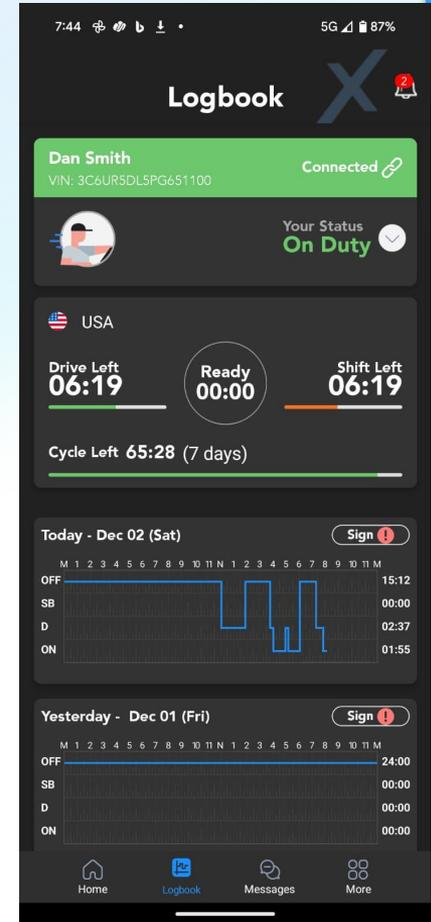 7:44
5G 87%
Logbook
2
Dan Smith
VIN: 3C6UR5DL5PG651100
Connected
Your Status
On Duty
USA
Drive Left
06:19
Ready
00:00
Shift Left
06:19
Cycle Left 65:28 (7 days)
Today - Dec 02 (Sat)
Sign
M 1 2 3 4 5 6 7 8 9 10 11 N 1 2 3 4 5 6 7 8 9 10 11 M
OFF 15:12
SB 00:00
D 02:37
ON 01:55
Yesterday - Dec 01 (Fri)
Sign
M 1 2 3 4 5 6 7 8 9 10 11 N 1 2 3 4 5 6 7 8 9 10 11 M
OFF 24:00
SB 00:00
D 00:00
ON 00:00
Home Logbook Messages More